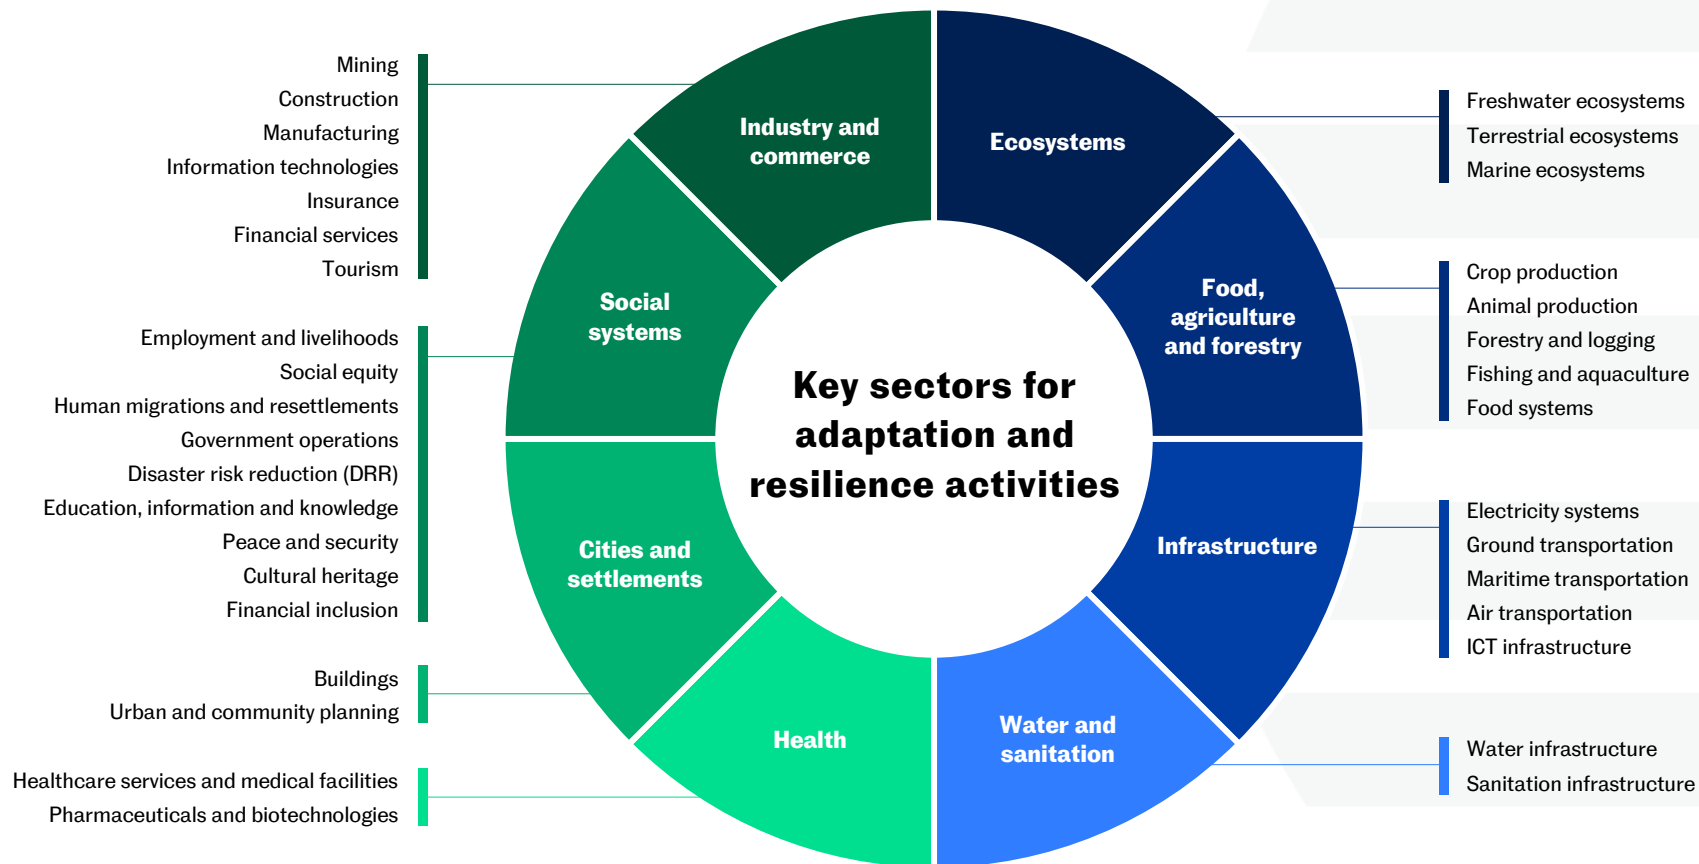 Key sectors for
adaptation and
resilience activities
Ecosystems
Freshwater ecosystems
Terrestrial ecosystems
Marine ecosystems
Food,
agriculture
and forestry
Crop production
Animal production
Forestry and logging
Fishing and aquaculture
Food systems
Infrastructure
Electricity systems
Ground transportation
Maritime transportation
Air transportation
ICT infrastructure
Water and
sanitation
Water infrastructure
Sanitation infrastructure
Health
Healthcare services and medical facilities
Pharmaceuticals and biotechnologies
Cities and
settlements
Buildings
Urban and community planning
Social
systems
Employment and livelihoods
Social equity
Human migrations and resettlements
Government operations
Disaster risk reduction (DRR)
Education, information and knowledge
Peace and security
Cultural heritage
Financial inclusion
Industry and
commerce
Mining
Construction
Manufacturing
Information technologies
Insurance
Financial services
Tourism